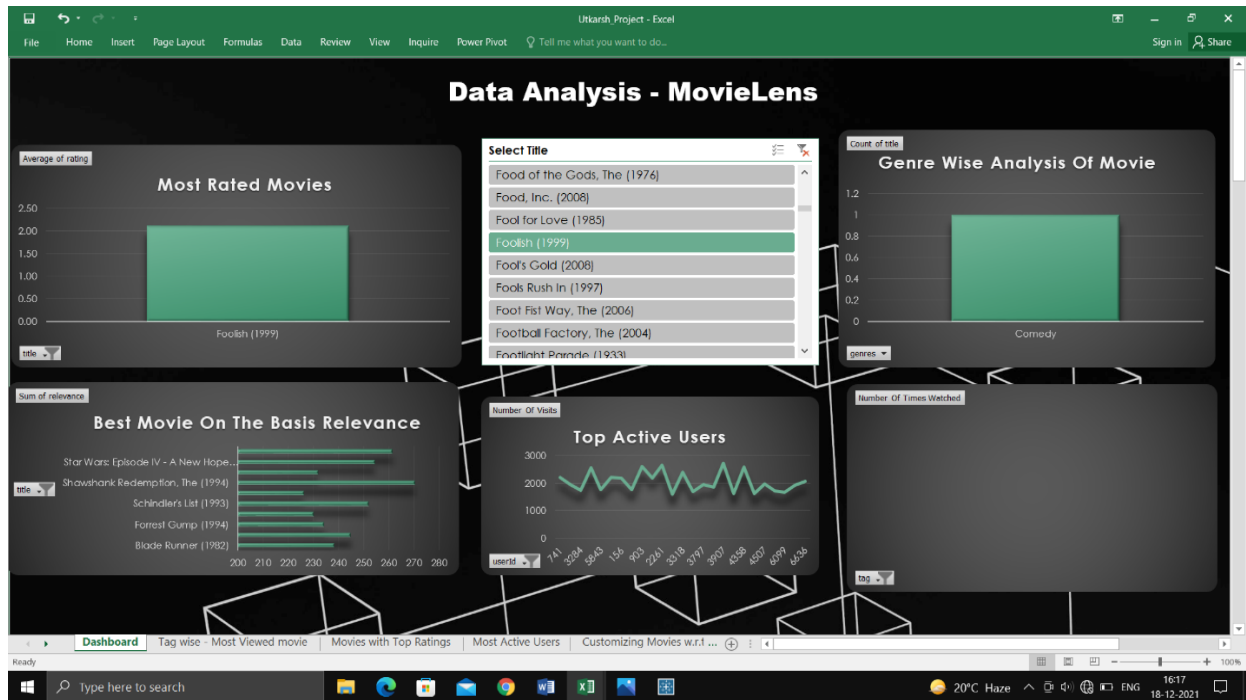 Utkarsh_Project - Excel
File Home Insert Page Layout Formulas Data Review View Inquire Power Pivot Tell me what you want to do... Sign in Share
Data Analysis - MovieLens
Average of rating
Most Rated Movies
2.50
2.00
1.50
1.00
0.50
0.00
Foolish (1999)
title
Select Title
Food of the Gods, The (1976)
Food, Inc. (2008)
Fool for Love (1985)
Foolish (1999)
Fool's Gold (2008)
Fools Rush In (1997)
Foot Fist Way, The (2006)
Football Factory, The (2004)
Footlight Parade (1933)
Count of title
Genre Wise Analysis Of Movie
1.2
1
0.8
0.6
0.4
0.2
0
Comedy
genres
Sum of relevance
Best Movie On The Basis Relevance
Star Wars: Episode IV - A New Hope...
Shawshank Redemption, The (1994)
Schindler's List (1993)
Forrest Gump (1994)
Blade Runner (1982)
200 210 220 230 240 250 260 270 280
title
Number Of Visits
Top Active Users
3000
2000
1000
0
741 3284 5843 156 903 2261 3318 3797 3907 4358 4507 6099 6636
userId
Number Of Times Watched
tag
Dashboard Tag wise - Most Viewed movie Movies with Top Ratings Most Active Users Customizing Movies w.r.t ...
Ready 100%
Type here to search 20°C Haze ENG 16:17
18-12-2021